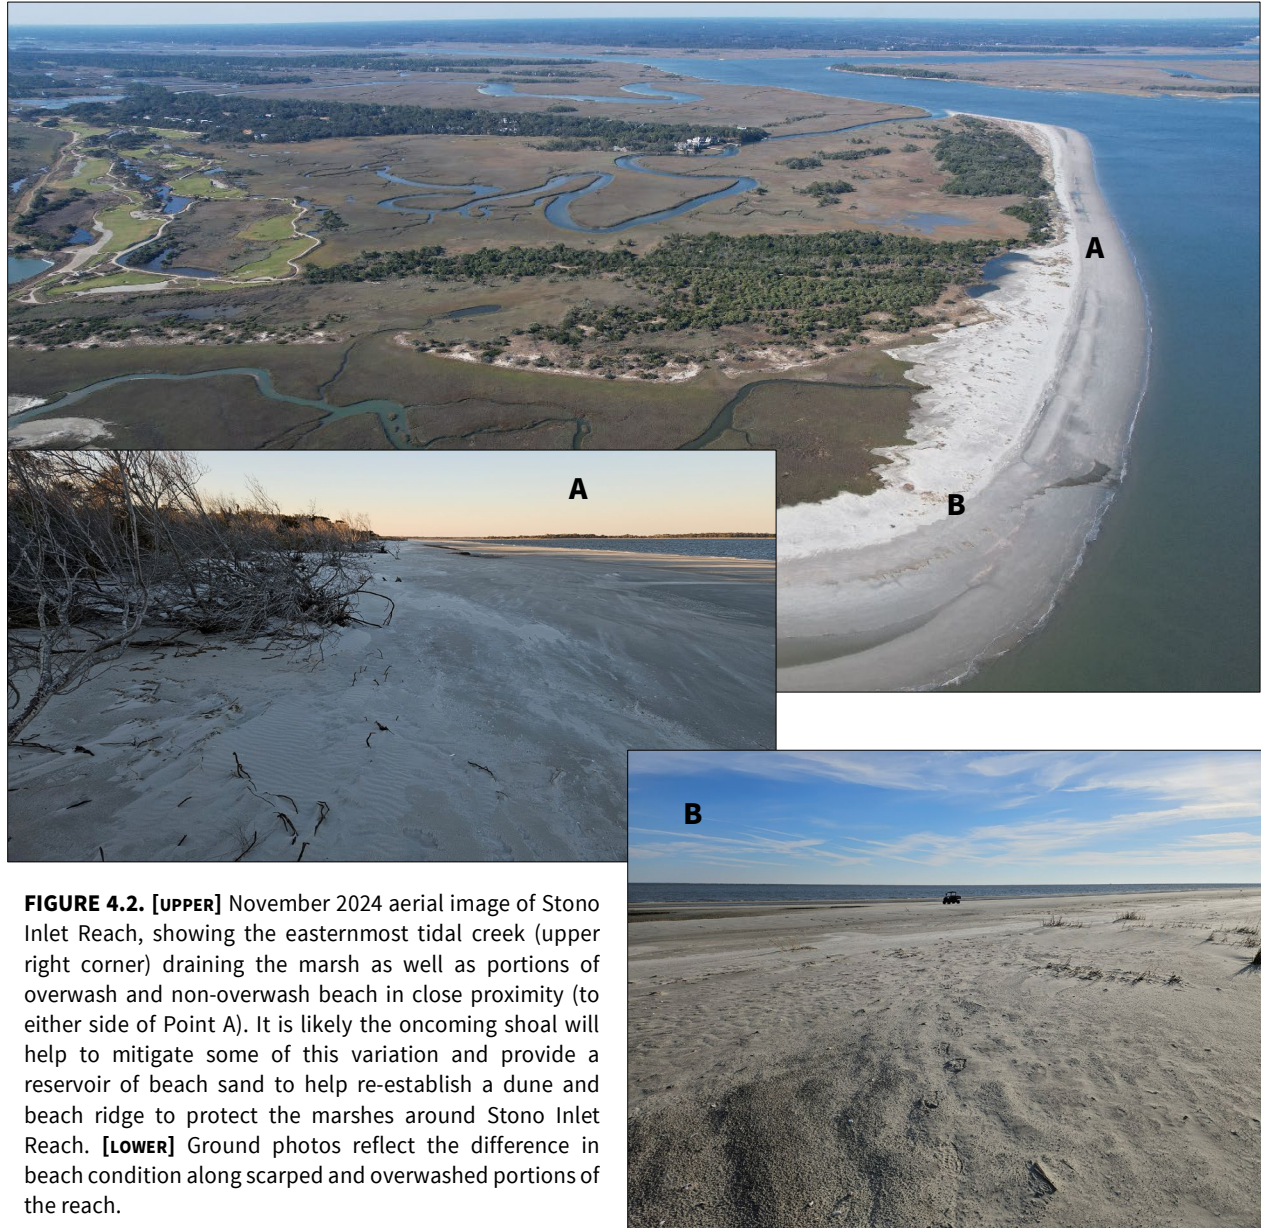 A
B
A
B
FIGURE 4.2. [UPPER] November 2024 aerial image of Stono
Inlet Reach, showing the easternmost tidal creek (upper
right corner) draining the marsh as well as portions of
overwash and non-overwash beach in close proximity (to
either side of Point A). It is likely the oncoming shoal will
help to mitigate some of this variation and provide a
reservoir of beach sand to help re-establish a dune and
beach ridge to protect the marshes around Stono Inlet
Reach. [LOWER] Ground photos reflect the difference in
beach condition along scarped and overwashed portions of
the reach.